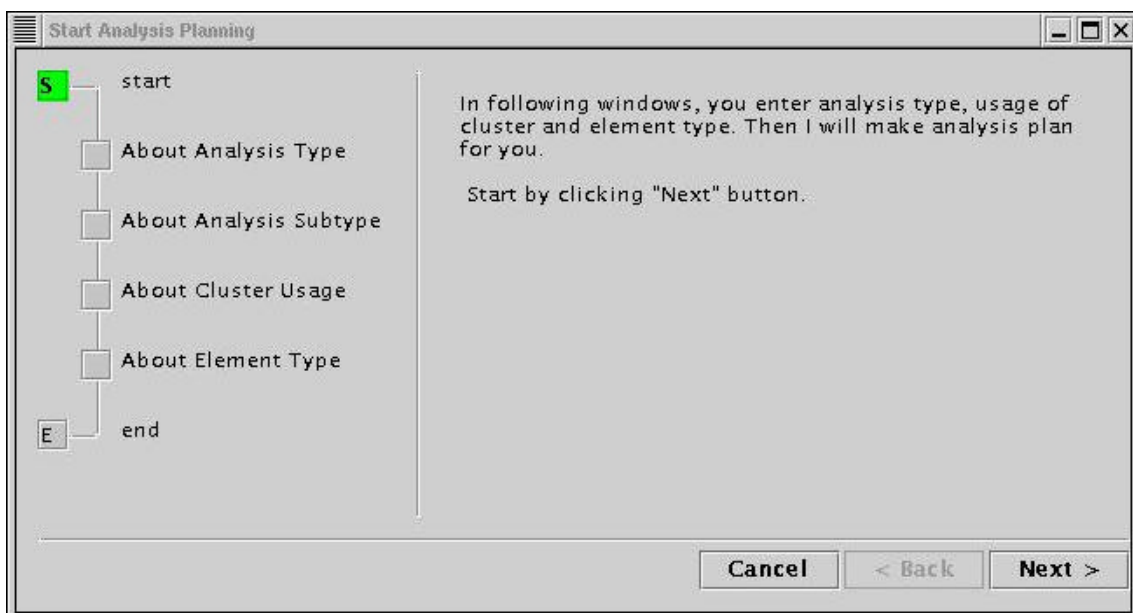 Start Analysis Planning
S start
About Analysis Type
About Analysis Subtype
About Cluster Usage
About Element Type
E end
In following windows, you enter analysis type, usage of
cluster and element type. Then I will make analysis plan
for you.
Start by clicking "Next" button.
Cancel < Back Next >